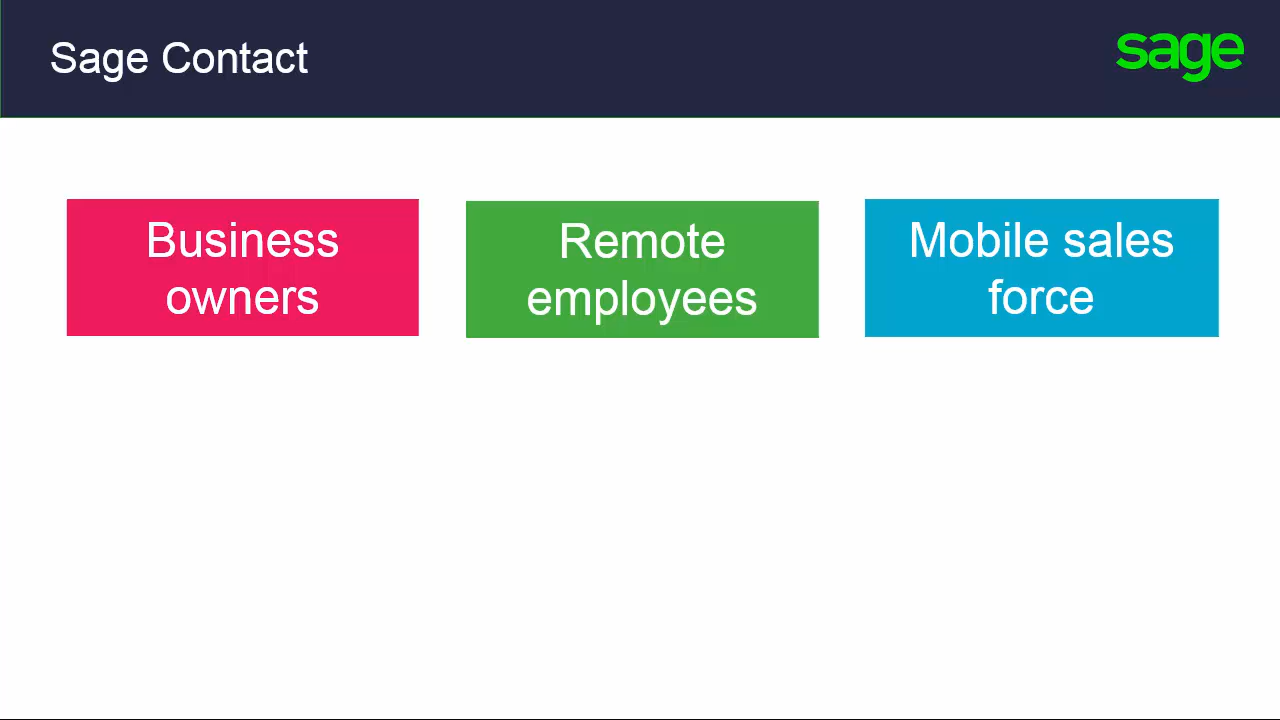 Sage Contact
sage
Business
owners
Remote
employees
Mobile sales
force